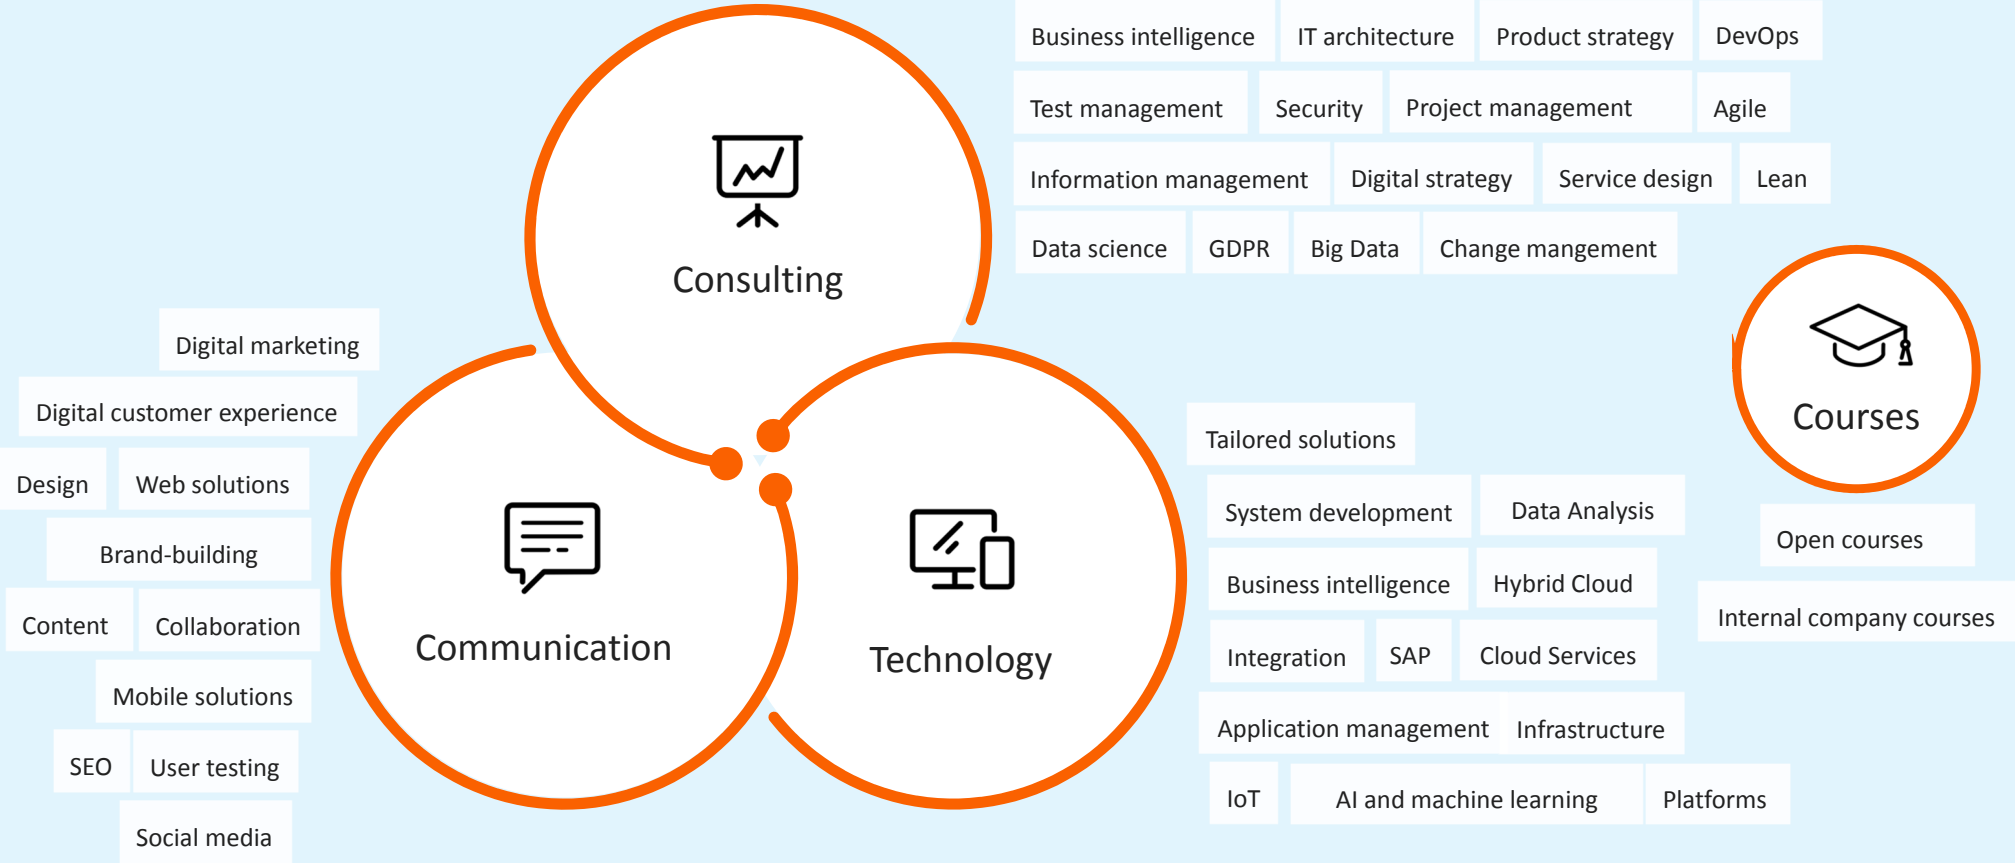 Business intelligence IT architecture Product strategy DevOps
Test management Security Project management Agile
Information management Digital strategy Service design Lean
Data science GDPR Big Data Change mangement
Consulting
Digital marketing
Digital customer experience
Design Web solutions
Brand-building
Content Collaboration
Mobile solutions
SEO User testing
Social media
Communication
Technology
Tailored solutions
System development Data Analysis
Business intelligence Hybrid Cloud
Integration SAP Cloud Services
Application management Infrastructure
IoT AI and machine learning Platforms
Courses
Open courses
Internal company courses